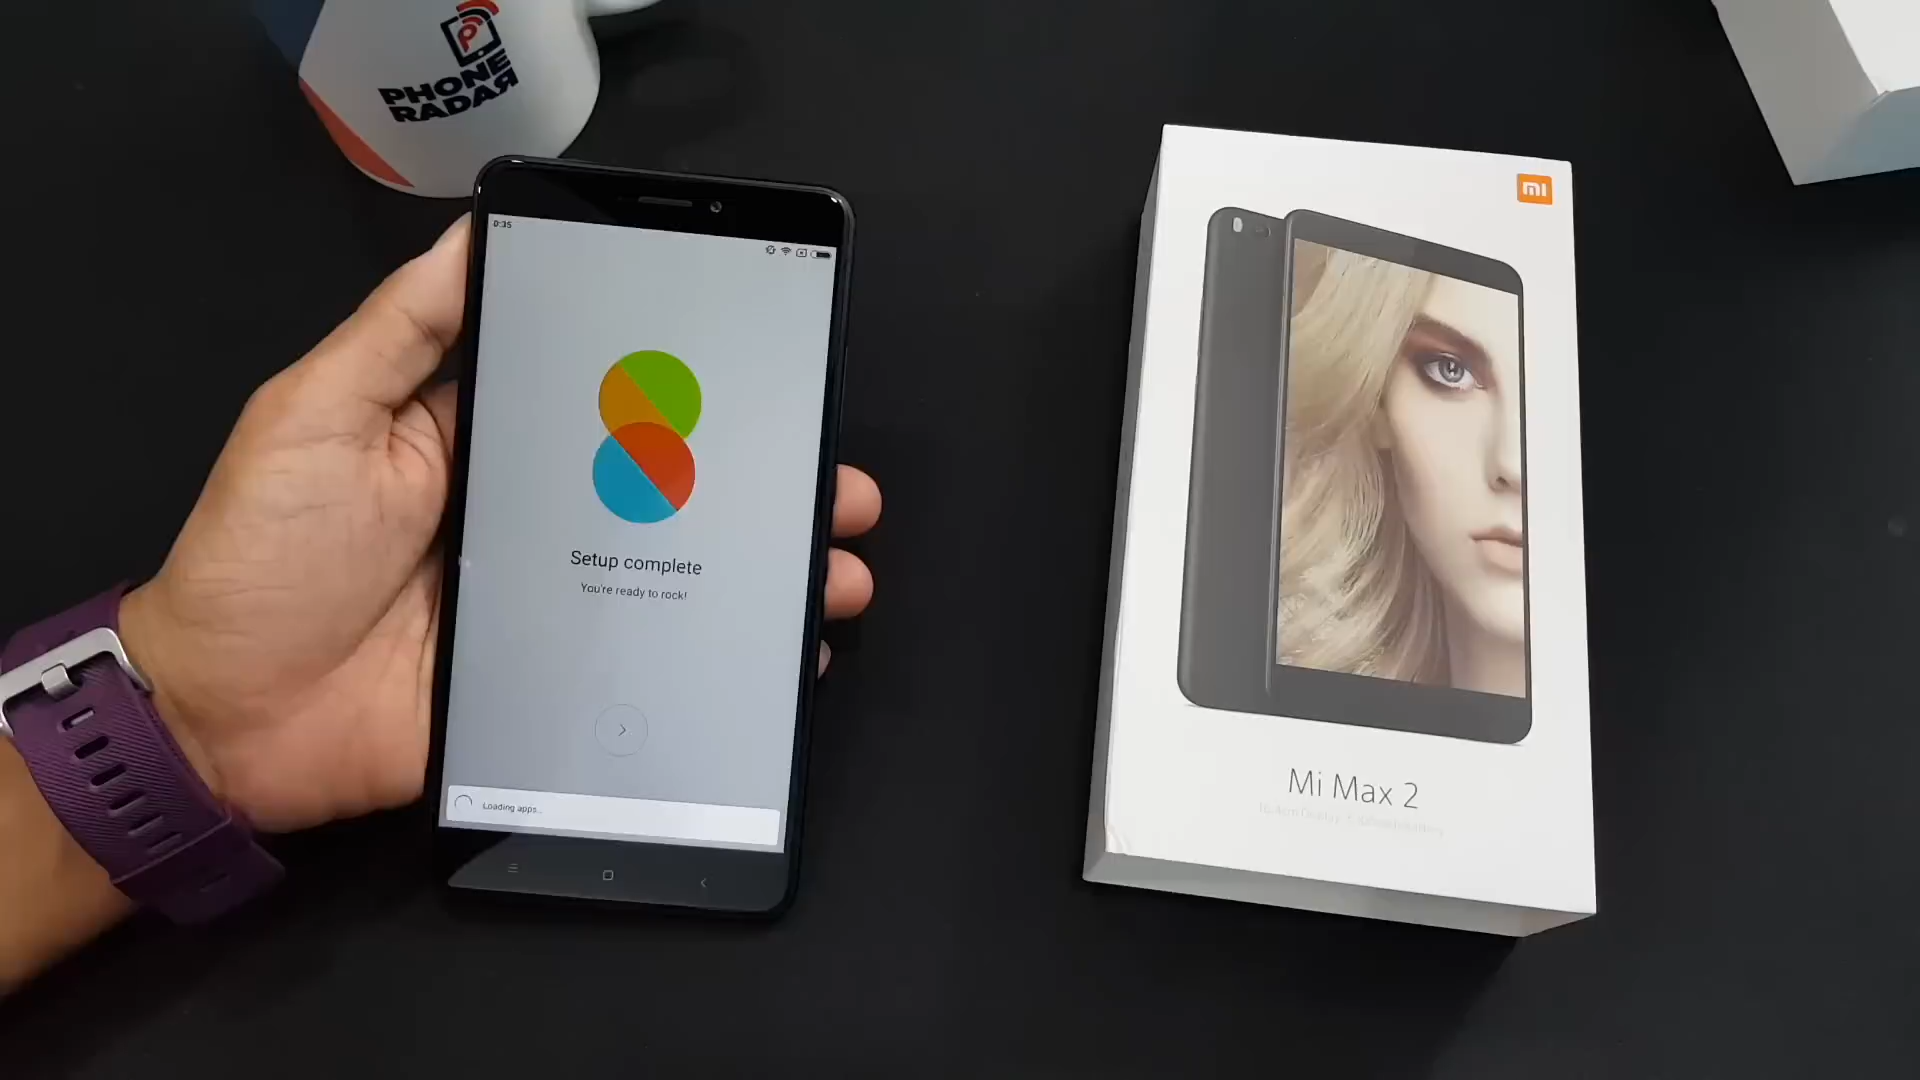 PHONE
RADAR
mi
0:35
Setup complete
You're ready to rock!
Loading apps...
Mi Max 2